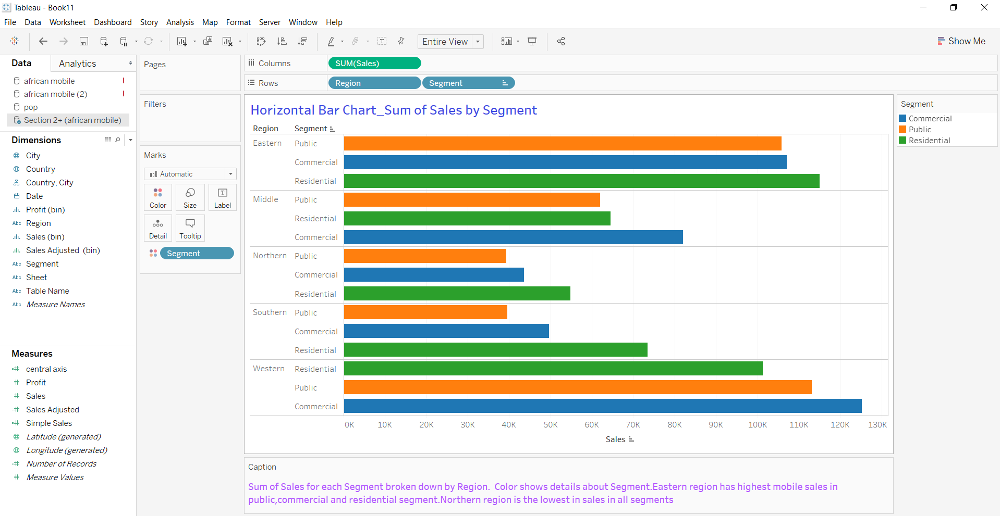 Tableau - Book11
File Data Worksheet Dashboard Story Analysis Map Format Server Window Help
Entire View
Show Me
Data Analytics
african mobile !
african mobile (2) !
pop
Section 2+ (african mobile)
Dimensions
City
Country
Country, City
Date
Profit (bin)
Abc Region
Sales (bin)
Sales Adjusted (bin)
Abc Segment
Abc Sheet
Abc Table Name
Abc Measure Names
Measures
central axis
Profit
Sales
Sales Adjusted
Simple Sales
Latitude (generated)
Longitude (generated)
Number of Records
Measure Values
Pages
Filters
Marks
Automatic
Color Size Label
Detail Tooltip
Segment
Columns SUM(Sales)
Rows Region Segment
Horizontal Bar Chart_Sum of Sales by Segment
Region Segment
Eastern Public
Commercial
Residential
Middle Public
Residential
Commercial
Northern Public
Commercial
Residential
Southern Public
Commercial
Residential
Western Residential
Public
Commercial
0K 10K 20K 30K 40K 50K 60K 70K 80K 90K 100K 110K 120K 130K
Sales
Caption
Sum of Sales for each Segment broken down by Region.  Color shows details about Segment.Eastern region has highest mobile sales in
public,commercial and residential segment.Northern region is the lowest in sales in all segments
Segment
Commercial
Public
Residential